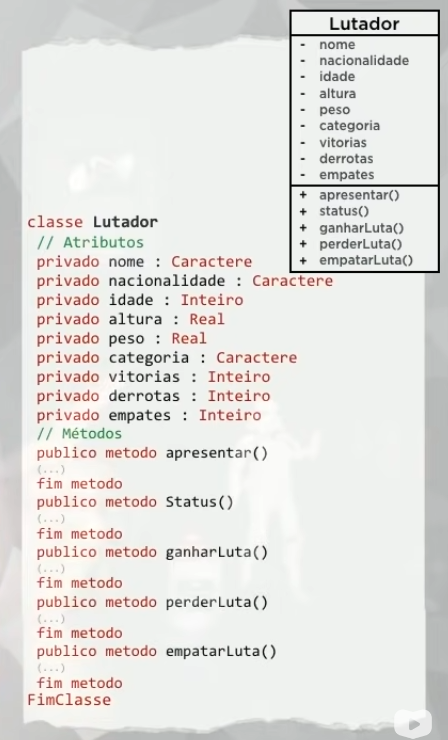 Lutador
- nome
- nacionalidade
- idade
- altura
- peso
- categoria
- vitorias
- derrotas
- empates
+ apresentar()
+ status()
+ ganharLuta()
+ perderLuta()
+ empatarLuta()
classe Lutador
// Atributos
privado nome : Caractere
privado nacionalidade : Caractere
privado idade : Inteiro
privado altura : Real
privado peso : Real
privado categoria : Caractere
privado vitorias : Inteiro
privado derrotas : Inteiro
privado empates : Inteiro
// Métodos
publico metodo apresentar()
(...)
fim metodo
publico metodo Status()
(...)
fim metodo
publico metodo ganharLuta()
(...)
fim metodo
publico metodo perderLuta()
(...)
fim metodo
publico metodo empatarLuta()
(...)
fim metodo
FimClasse